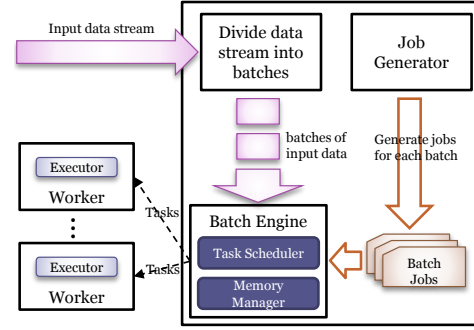 Input data stream
Divide data
stream into
batches
Job
Generator
batches of
input data
Generate jobs
for each batch
Executor
Worker
Tasks
Batch Engine
Task Scheduler
Memory
Manager
Batch
Jobs
Executor
Worker
Tasks